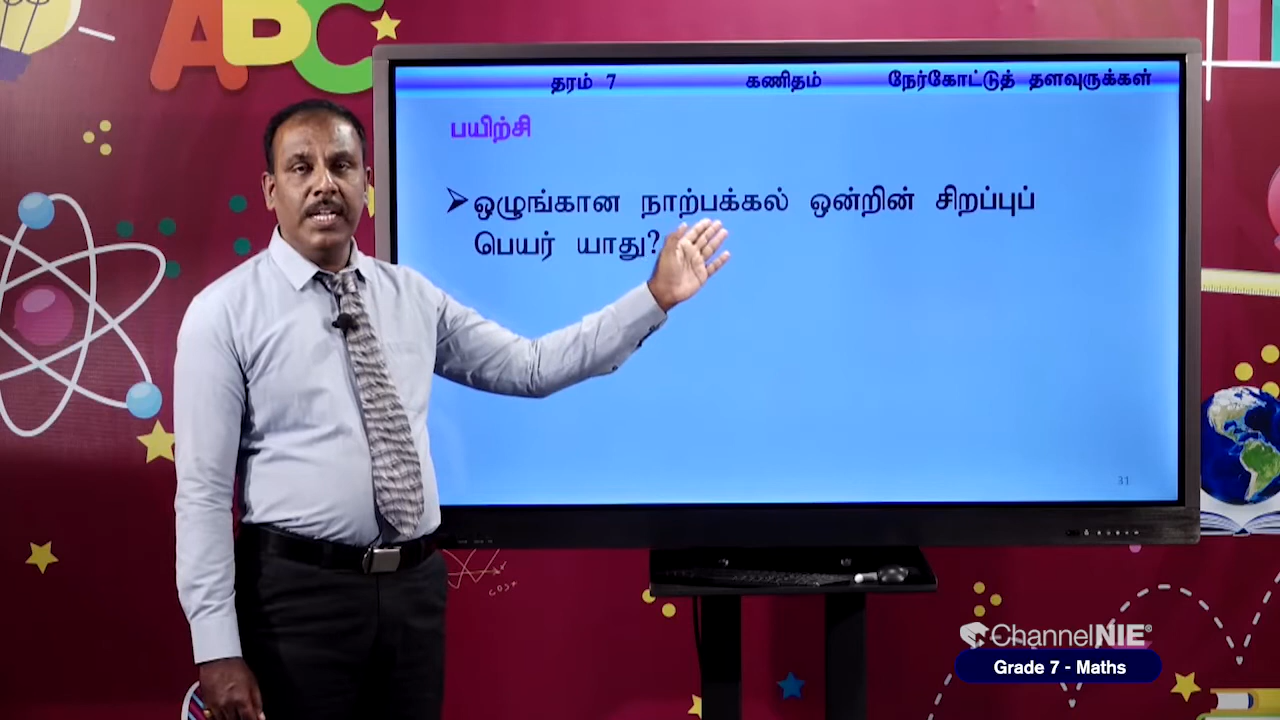 ABC
தரம் 7 கணிதம் நேர்கோட்டுத் தளவுருக்கள்
பயிற்சி
➢ ஒழுங்கான நாற்பக்கல் ஒன்றின் சிறப்புப்
பெயர் யாது?
31
ChannelNIE®
Grade 7 - Maths